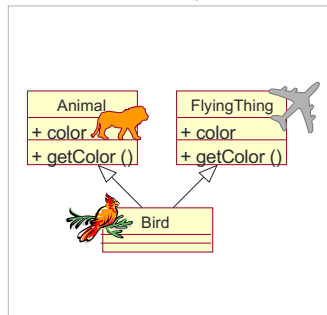 Animal
+ color
+ getColor ()
FlyingThing
+ color
+ getColor ()
Bird